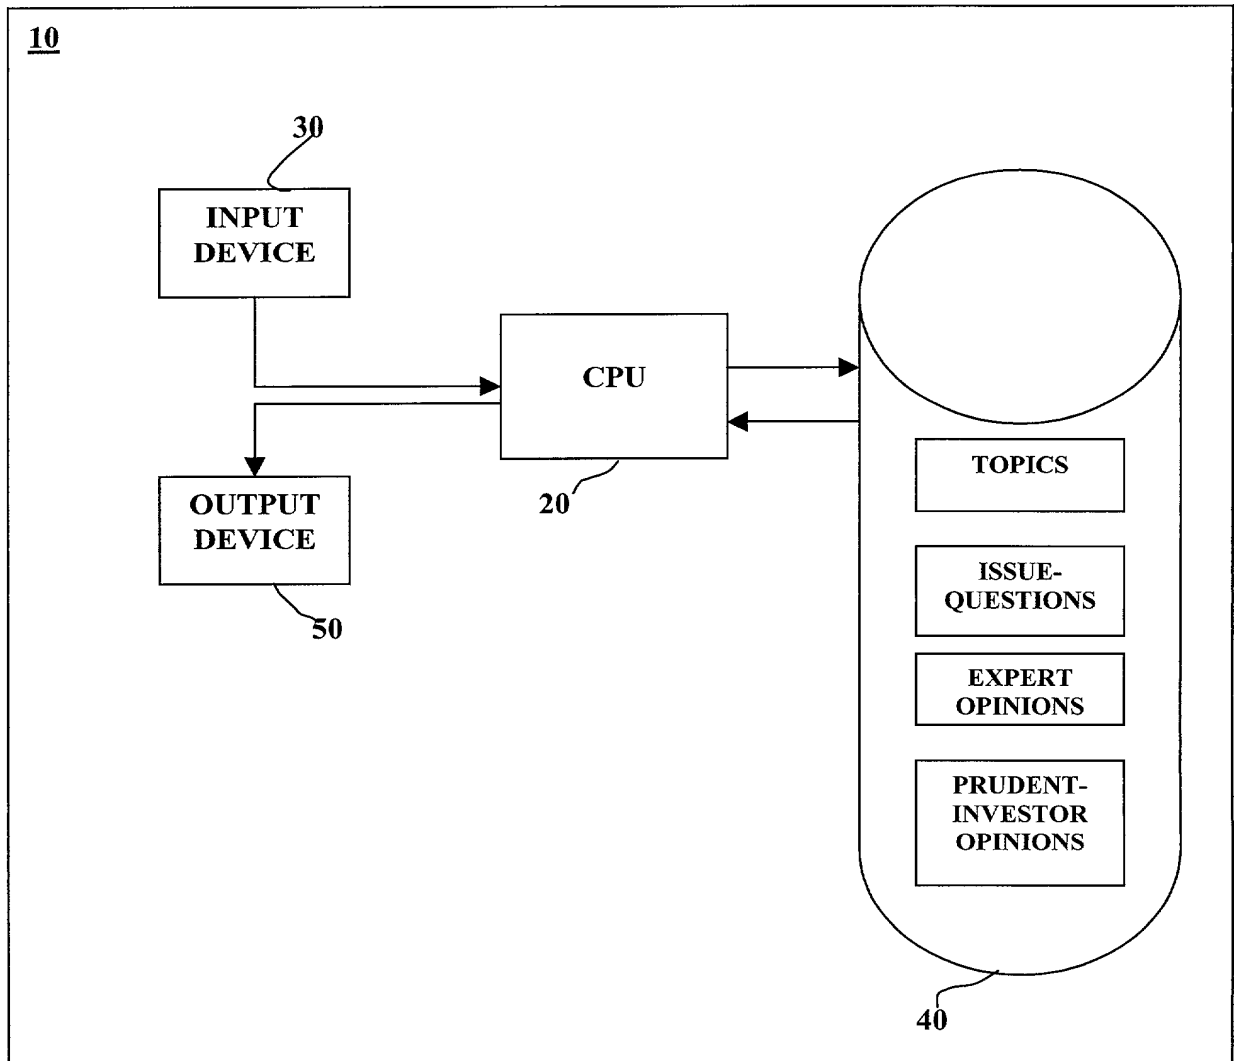 10
30
INPUT
DEVICE
CPU
20
OUTPUT
DEVICE
50
TOPICS
ISSUE-
QUESTIONS
EXPERT
OPINIONS
PRUDENT-
INVESTOR
OPINIONS
40